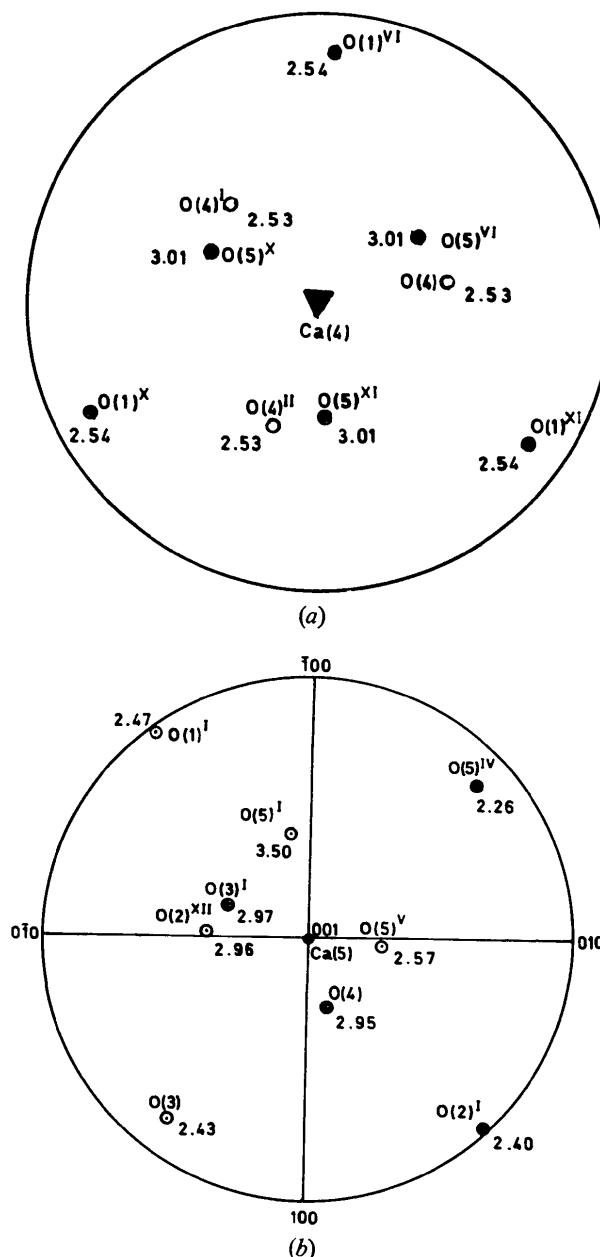 O(1)VI
2.54
O(4)I
2.53
3.01
O(5)VI
3.01
O(5)X
O(4)
2.53
Ca(4)
O(1)X
2.54
O(4)II
O(5)XI
2.53
3.01
O(1)XI
2.54
(a)
1̄00
2.47
O(1)I
O(5)IV
2.26
O(5)I
3.50
O(3)I
2.97
O(2)XII
2.96
01̄0
001
Ca(5)
O(5)V
2.57
010
O(4)
2.95
O(3)
2.43
O(2)I
2.40
100
(b)